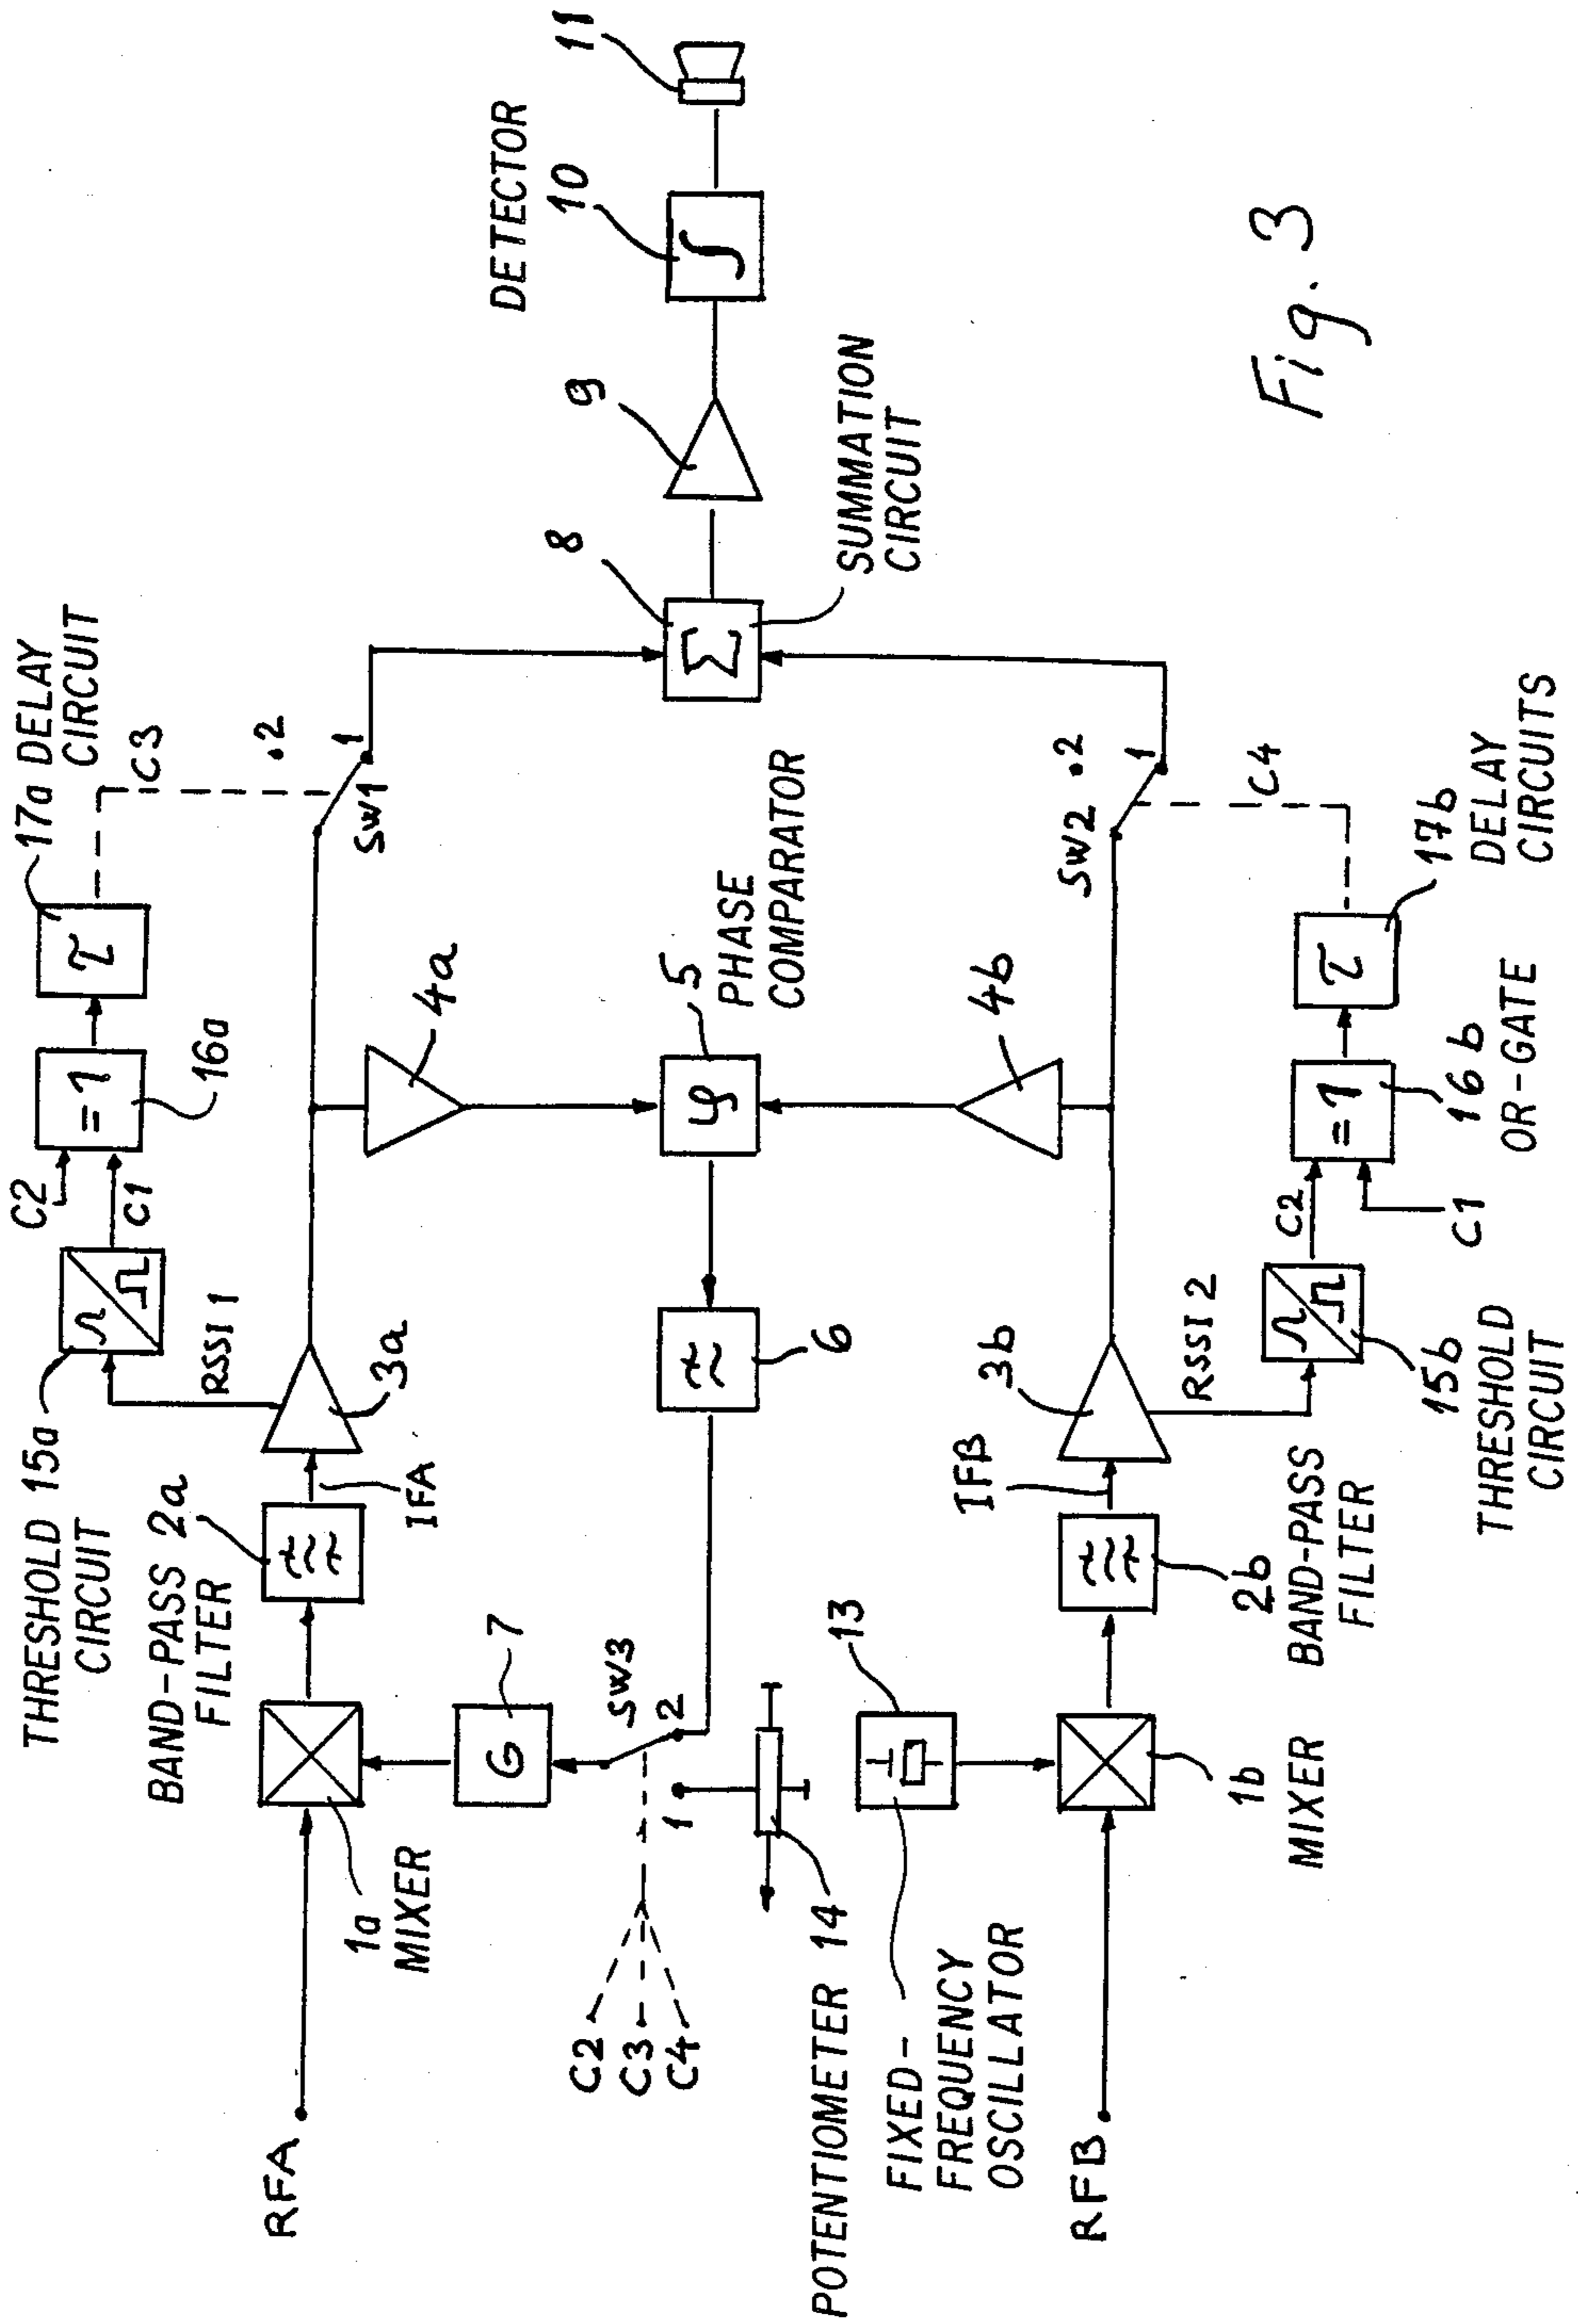 THRESHOLD 15a
CIRCUIT
C2
C1
16a
17a DELAY
CIRCUIT
C3
BAND-PASS 2a
FILTER
RSSI 1
IFA
3a
SW1
.2
1
RFA
1a
MIXER
7
G
SW3
2
1
C2
C3
C4
4a
5
PHASE
COMPARATOR
φ
6
8
Σ
SUMMATION
CIRCUIT
9
DETECTOR
10
∫
11
=1
τ
POTENTIOMETER 14
FIXED-
FREQUENCY
OSCILLATOR
13
IFB
3b
4b
SW2
.2
1
C4
RFB
1b
MIXER
2b
BAND-PASS
FILTER
RSSI 2
C2
C1
=1
τ
15b
THRESHOLD
CIRCUIT
16b
OR-GATE
17b
DELAY
CIRCUITS
Fig. 3